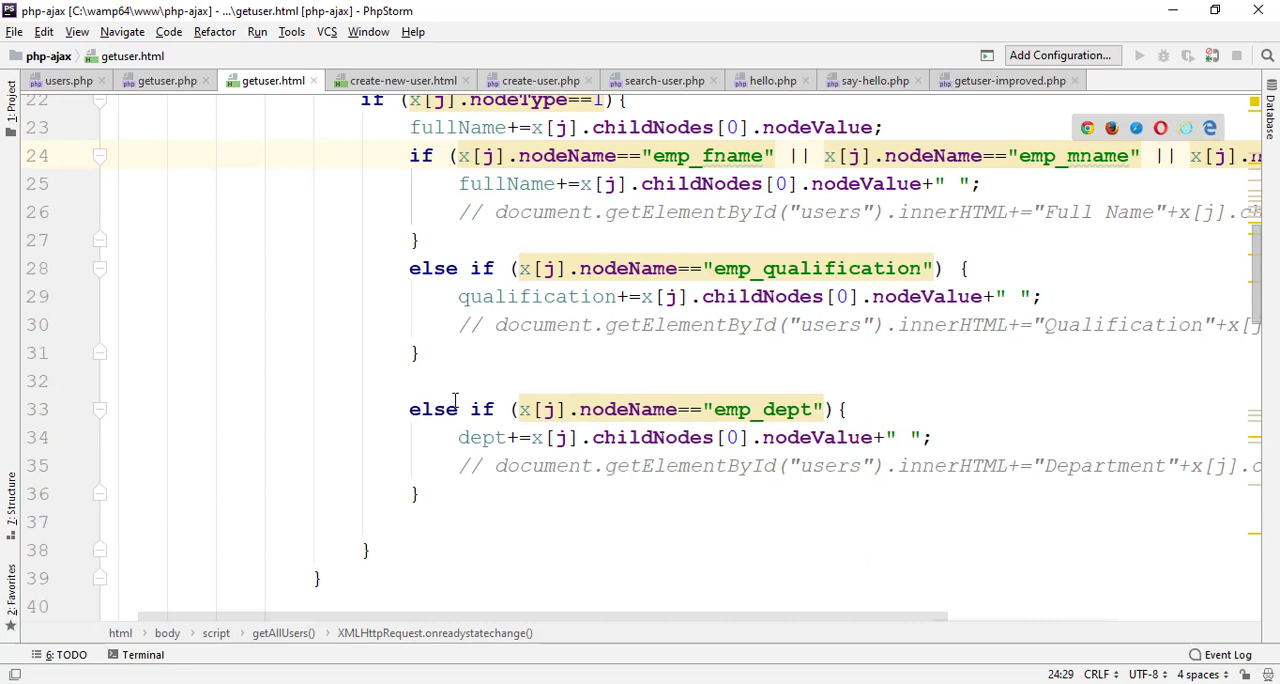 php-ajax [C:\wamp64\www\php-ajax] - ...\getuser.html [php-ajax] - PhpStorm
File Edit View Navigate Code Refactor Run Tools VCS Window Help
php-ajax getuser.html Add Configuration...
users.php getuser.php getuser.html create-new-user.html create-user.php search-user.php hello.php say-hello.php getuser-improved.php
1: Project
Database
22 if (x[j].nodeType==1){
23 fullName+=x[j].childNodes[0].nodeValue;
24 if (x[j].nodeName=="emp_fname" || x[j].nodeName=="emp_mname" || x[j].
25 fullName+=x[j].childNodes[0].nodeValue+" ";
26 // document.getElementById("users").innerHTML+="Full Name"+x[j].
27 }
28 else if (x[j].nodeName=="emp_qualification") {
29 qualification+=x[j].childNodes[0].nodeValue+" ";
30 // document.getElementById("users").innerHTML+="Qualification"+x[j
31 }
32
33 else if (x[j].nodeName=="emp_dept"){
34 dept+=x[j].childNodes[0].nodeValue+" ";
35 // document.getElementById("users").innerHTML+="Department"+x[j].
36 }
37
38 }
39 }
40
7: Structure
2: Favorites
html body script getAllUsers() XMLHttpRequest.onreadystatechange()
6: TODO Terminal Event Log
24:29 CRLF UTF-8 4 spaces